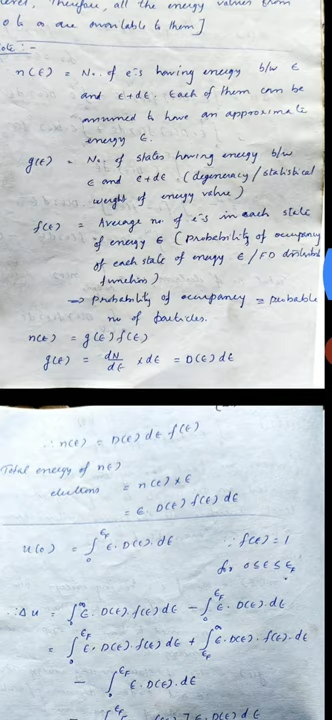 level. Therefore, all the energy values from
0 to ∞ are available to them]
Note :-
n(ϵ) = No. of e⁻s having energy b/w ϵ
and ϵ+dϵ. Each of them can be
assumed to have an approximate
energy ϵ.
g(ϵ) = No. of states having energy b/w
ϵ and ϵ+dϵ (degeneracy/statistical
weight of energy value)
f(ϵ) = Average no. of e⁻s in each state
of energy ϵ (Probability of occupancy
of each state of energy ϵ / FD distribution
function)
→ Probability of occupancy = probable
no of particles.
n(ϵ) = g(ϵ) f(ϵ)
g(ϵ) = dN/dϵ × dϵ = D(ϵ) dϵ
∴ n(ϵ) = D(ϵ) dϵ f(ϵ)
Total energy of n(ϵ)
electrons = n(ϵ) × ϵ
= ϵ. D(ϵ) f(ϵ) dϵ
u(0) = ∫₀^ϵF ϵ. D(ϵ). dϵ ∵ f(ϵ) = 1
for 0≤ϵ≤ϵF
∴ Δu = ∫₀^∞ ϵ. D(ϵ). f(ϵ) dϵ − ∫₀^ϵF ϵ. D(ϵ). dϵ
= ∫₀^ϵF ϵ. D(ϵ). f(ϵ) dϵ + ∫ϵF^∞ ϵ. D(ϵ). f(ϵ). dϵ
− ∫₀^ϵF ϵ. D(ϵ). dϵ